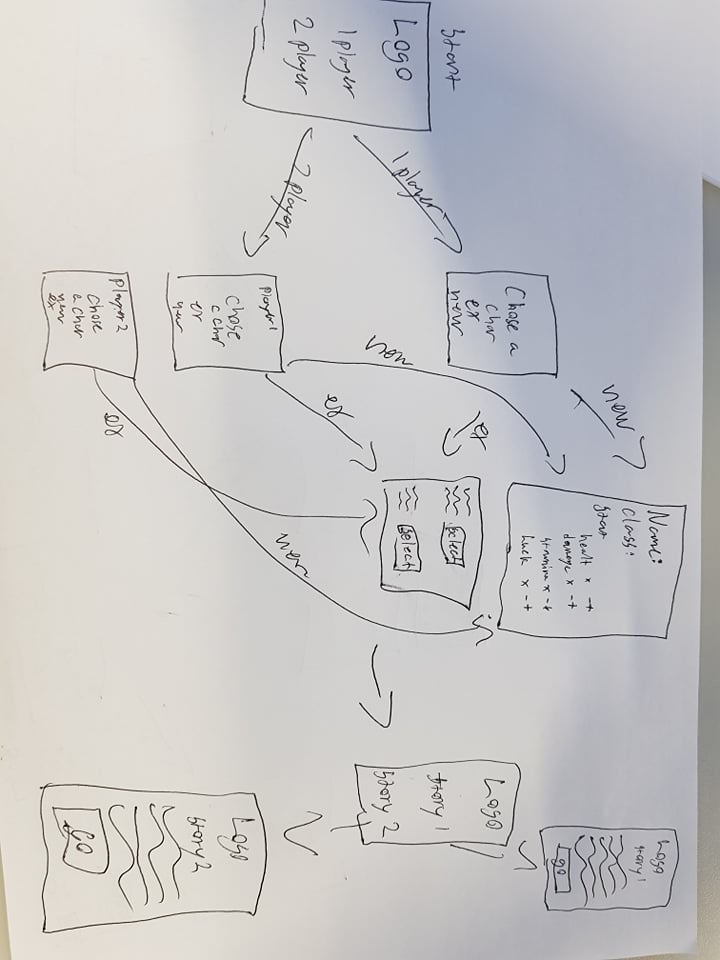 Start
Logo
1 player
2 player
1 player
2 player
Chose a
char
ex
new
player 1
Chose
a char
ex
new
player 2
Chose
a char
new
ex
new
new
ex
ex
ex
new
Name:
Class:
healt x - +
damage x - +
stamina x - +
luck x - +
select
select
Logo
story 1
story 2
Logo
story 1
go
Logo
story 2
Go